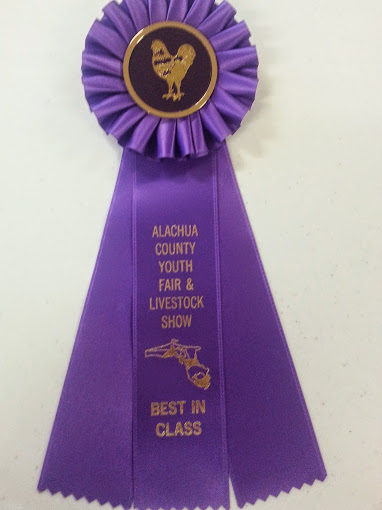 ALACHUA
COUNTY
YOUTH
FAIR &
LIVESTOCK
SHOW
BEST IN
CLASS